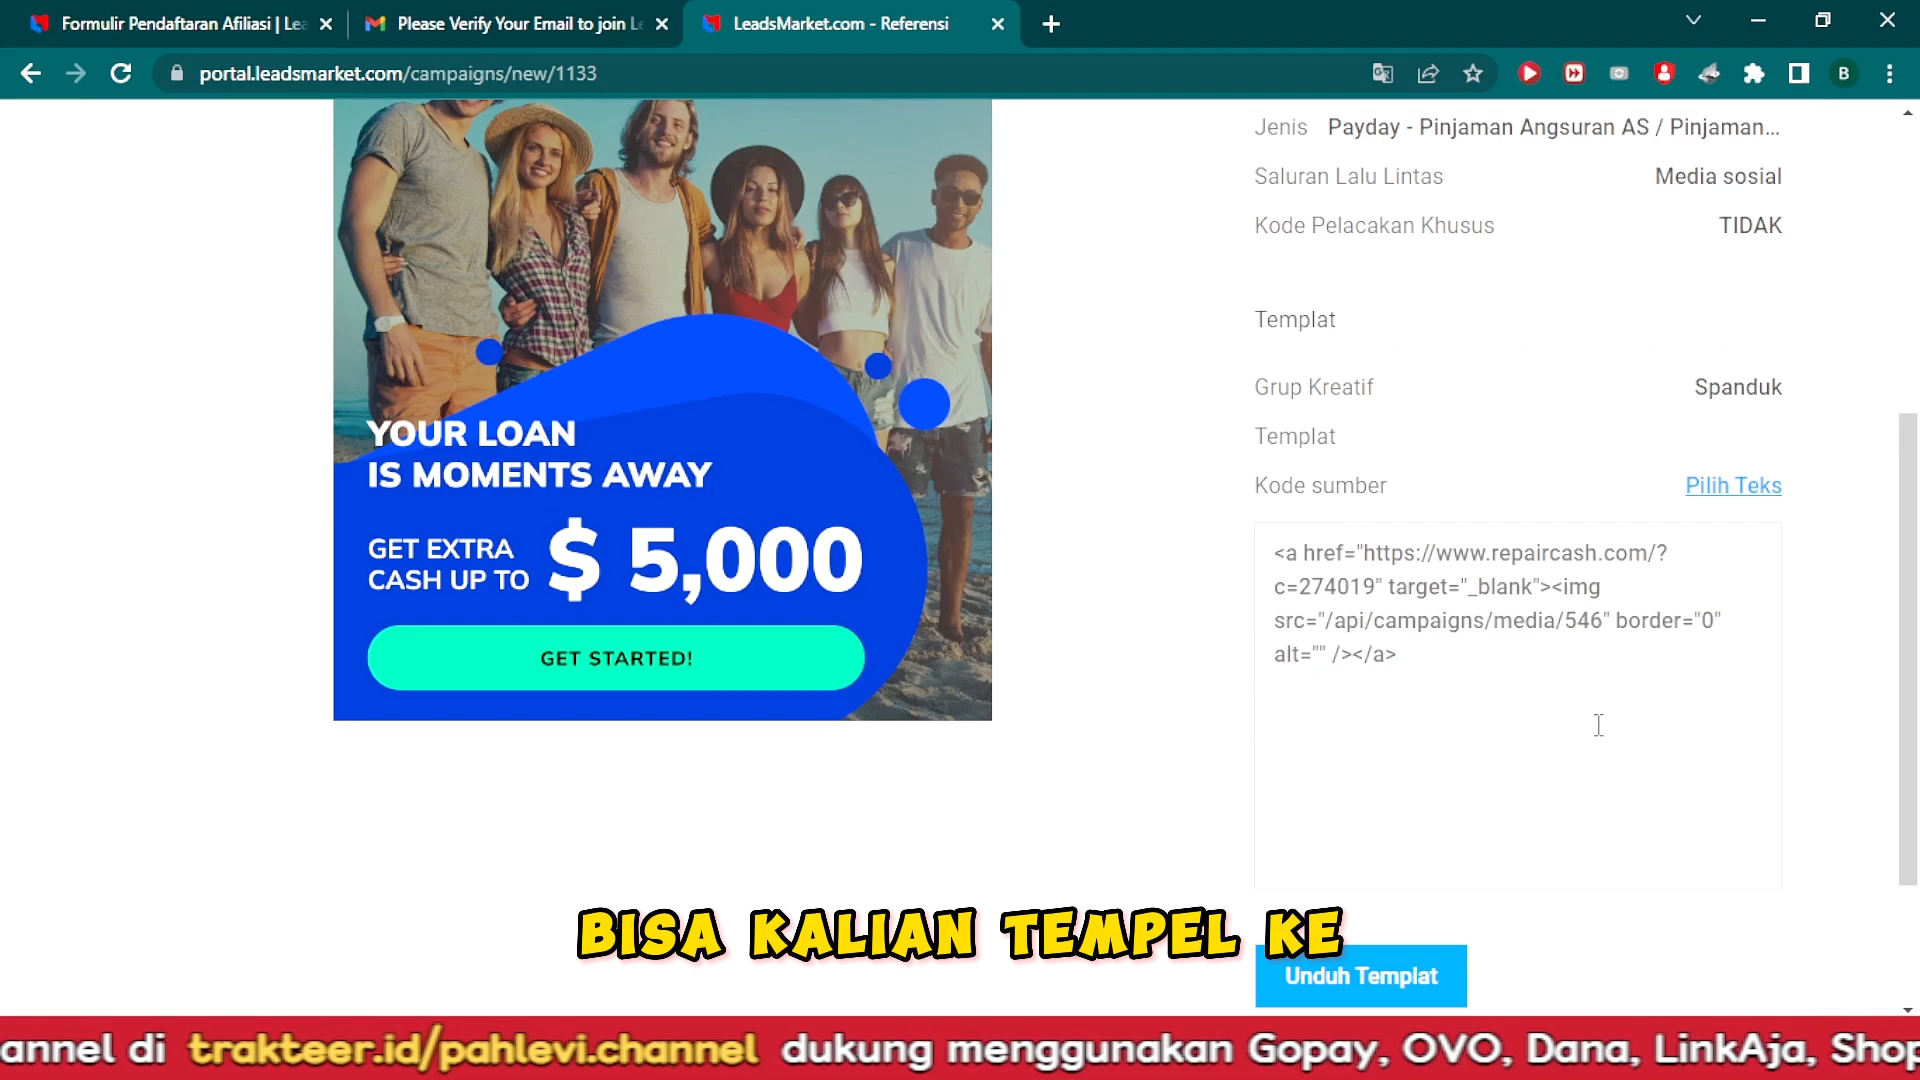 Formulir Pendaftaran Afiliasi | Lea
Please Verify Your Email to join Le
LeadsMarket.com - Referensi
portal.leadsmarket.com/campaigns/new/1133
B
Jenis Payday - Pinjaman Angsuran AS / Pinjaman...
Saluran Lalu Lintas Media sosial
Kode Pelacakan Khusus TIDAK
Templat
Grup Kreatif Spanduk
Templat
Kode sumber Pilih Teks
<a href="https://www.repaircash.com/?
c=274019" target="_blank"><img
src="/api/campaigns/media/546" border="0"
alt="" /></a>
YOUR LOAN
IS MOMENTS AWAY
GET EXTRA
CASH UP TO $ 5,000
GET STARTED!
BISA KALIAN TEMPEL KE
Unduh Templat
annel di trakteer.id/pahlevi.channel dukung menggunakan Gopay, OVO, Dana, LinkAja, Shop